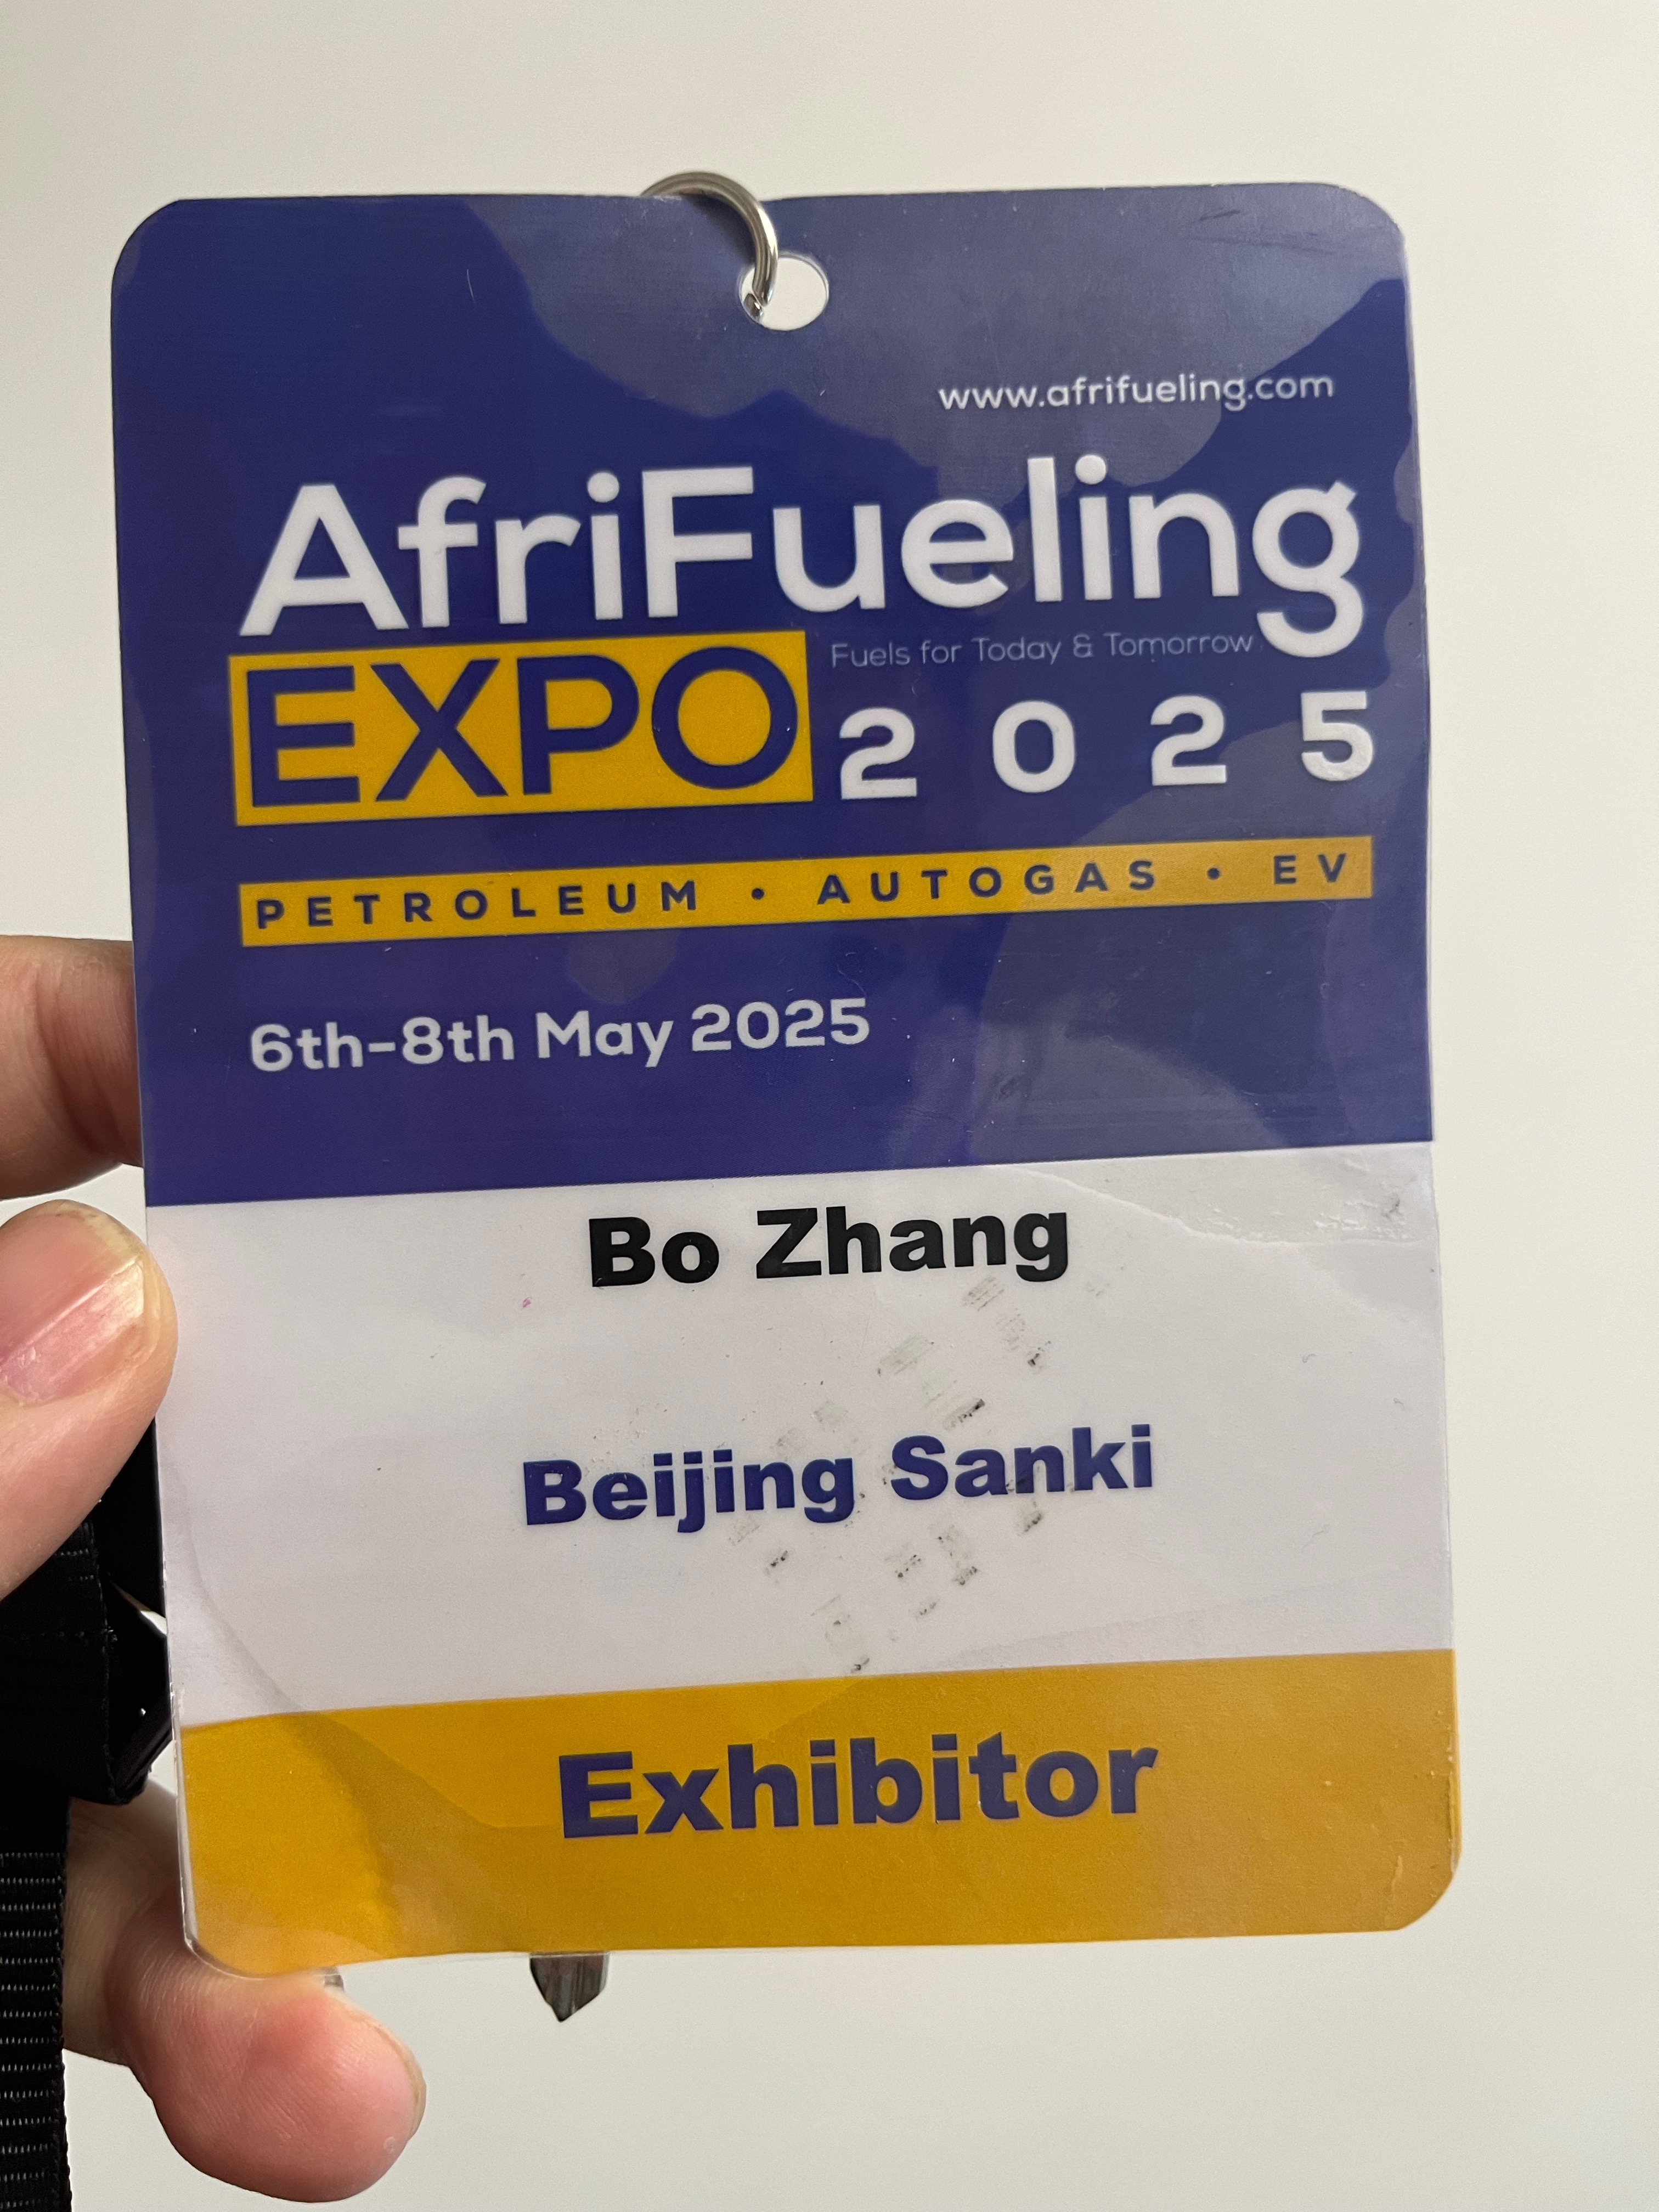 www.afrifueling.com
AfriFueling
EXPO
Fuels for Today & Tomorrow
2025
PETROLEUM • AUTOGAS • EV
6th-8th May 2025
Bo Zhang
Beijing Sanki
Exhibitor